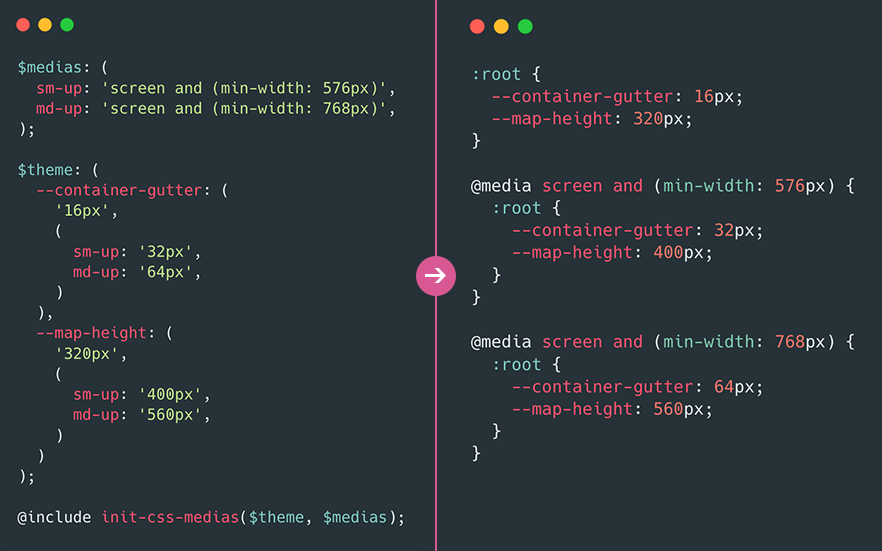 $medias: (
  sm-up: 'screen and (min-width: 576px)',
  md-up: 'screen and (min-width: 768px)',
);

$theme: (
  --container-gutter: (
    '16px',
    (
      sm-up: '32px',
      md-up: '64px',
    )
  ),
  --map-height: (
    '320px',
    (
      sm-up: '400px',
      md-up: '560px',
    )
  )
);

@include init-css-medias($theme, $medias);

:root {
  --container-gutter: 16px;
  --map-height: 320px;
}

@media screen and (min-width: 576px) {
  :root {
    --container-gutter: 32px;
    --map-height: 400px;
  }
}

@media screen and (min-width: 768px) {
  :root {
    --container-gutter: 64px;
    --map-height: 560px;
  }
}